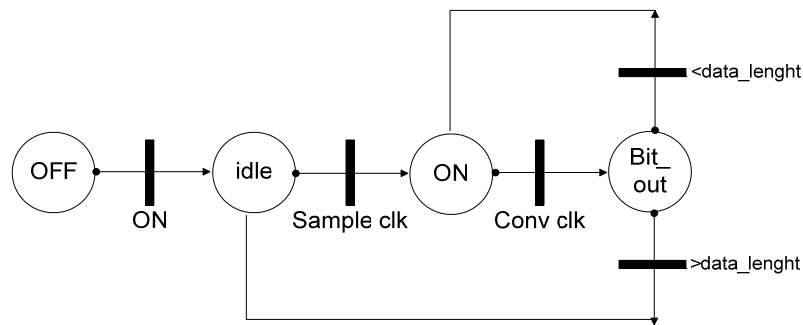 <data_lenght
OFF
idle
ON
Bit_
out
ON
Sample clk
Conv clk
>data_lenght